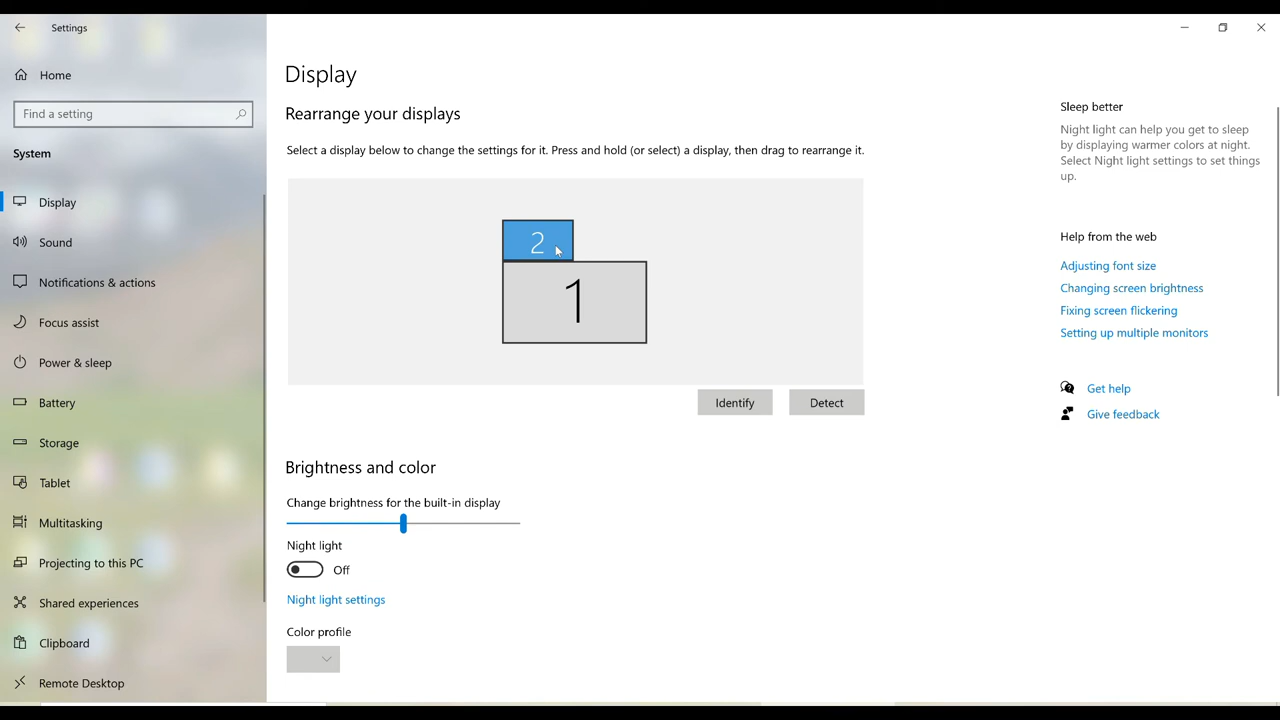 Settings
Home
Find a setting
System
Display
Sound
Notifications & actions
Focus assist
Power & sleep
Battery
Storage
Tablet
Multitasking
Projecting to this PC
Shared experiences
Clipboard
Remote Desktop
Display
Rearrange your displays
Select a display below to change the settings for it. Press and hold (or select) a display, then drag to rearrange it.
2
1
Identify
Detect
Brightness and color
Change brightness for the built-in display
Night light
Off
Night light settings
Color profile
Sleep better
Night light can help you get to sleep
by displaying warmer colors at night.
Select Night light settings to set things
up.
Help from the web
Adjusting font size
Changing screen brightness
Fixing screen flickering
Setting up multiple monitors
Get help
Give feedback